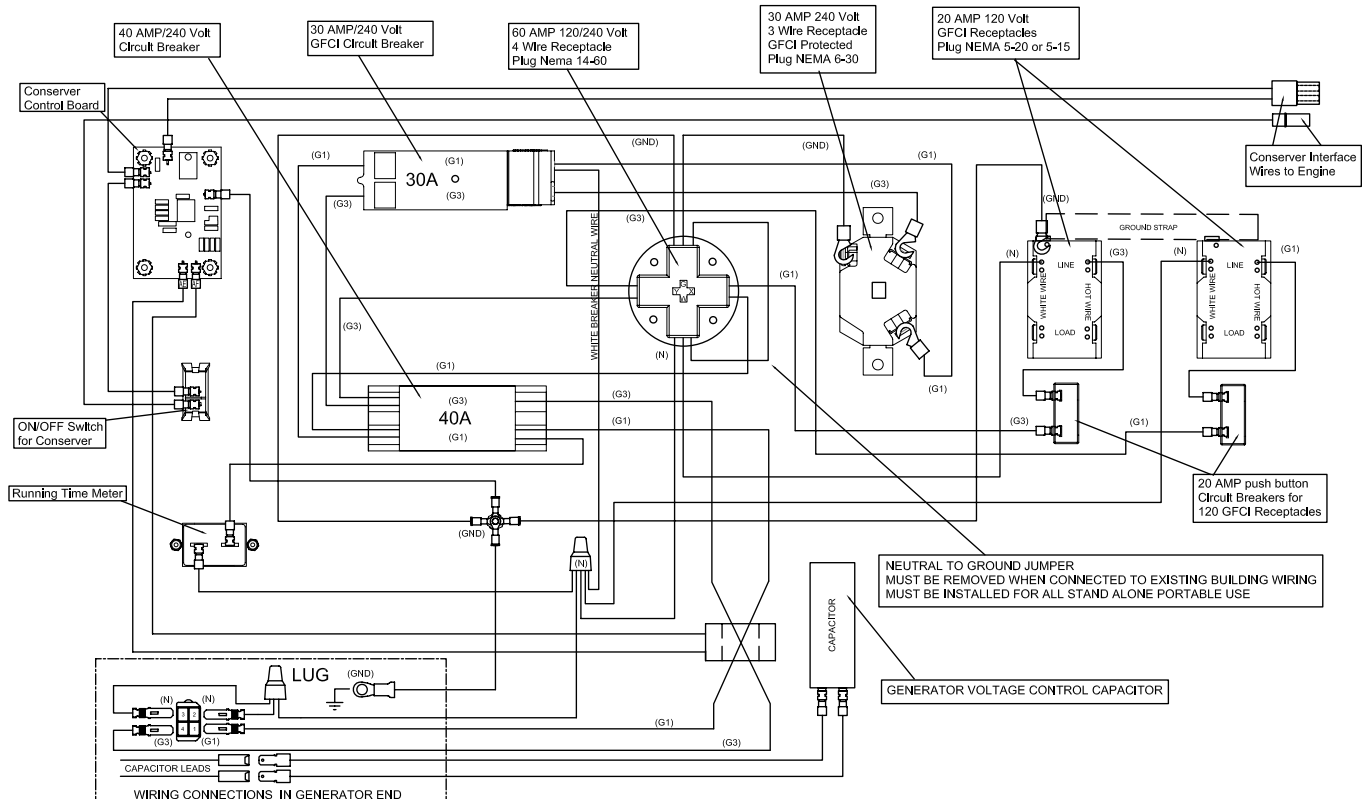 40 AMP/240 Volt
Circuit Breaker
30 AMP/240 Volt
GFCI Circuit Breaker
60 AMP 120/240 Volt
4 Wire Receptacle
Plug Nema 14-60
30 AMP 240 Volt
3 Wire Receptacle
GFCI Protected
Plug NEMA 6-30
20 AMP 120 Volt
GFCI Receptacles
Plug NEMA 5-20 or 5-15
Conserver
Control Board
Conserver Interface
Wires to Engine
(GND)
(GND)
(GND)
(G1)
(G1)
(G1)
30A
(G3)
(G3)
(G3)
(G3)
GROUND STRAP
(N)
LINE
(G3)
(N)
LINE
(G1)
WHITE WIRE
HOT WIRE
WHITE WIRE
HOT WIRE
LOAD
LOAD
(G1)
WHITE BREAKER NEUTRAL WIRE
(G3)
(N)
(G1)
(G1)
(G3)
40A
(G1)
(G3)
(G1)
(G3)
(G1)
ON/OFF Switch
for Conserver
20 AMP push button
Circuit Breakers for
120 GFCI Receptacles
Running Time Meter
(GND)
(N)
NEUTRAL TO GROUND JUMPER
MUST BE REMOVED WHEN CONNECTED TO EXISTING BUILDING WIRING
MUST BE INSTALLED FOR ALL STAND ALONE PORTABLE USE
CAPACITOR
GENERATOR VOLTAGE CONTROL CAPACITOR
LUG
(GND)
(N)
(N)
3 2
4 1
(G3)
(G1)
(G1)
(G3)
CAPACITOR LEADS
WIRING CONNECTIONS IN GENERATOR END